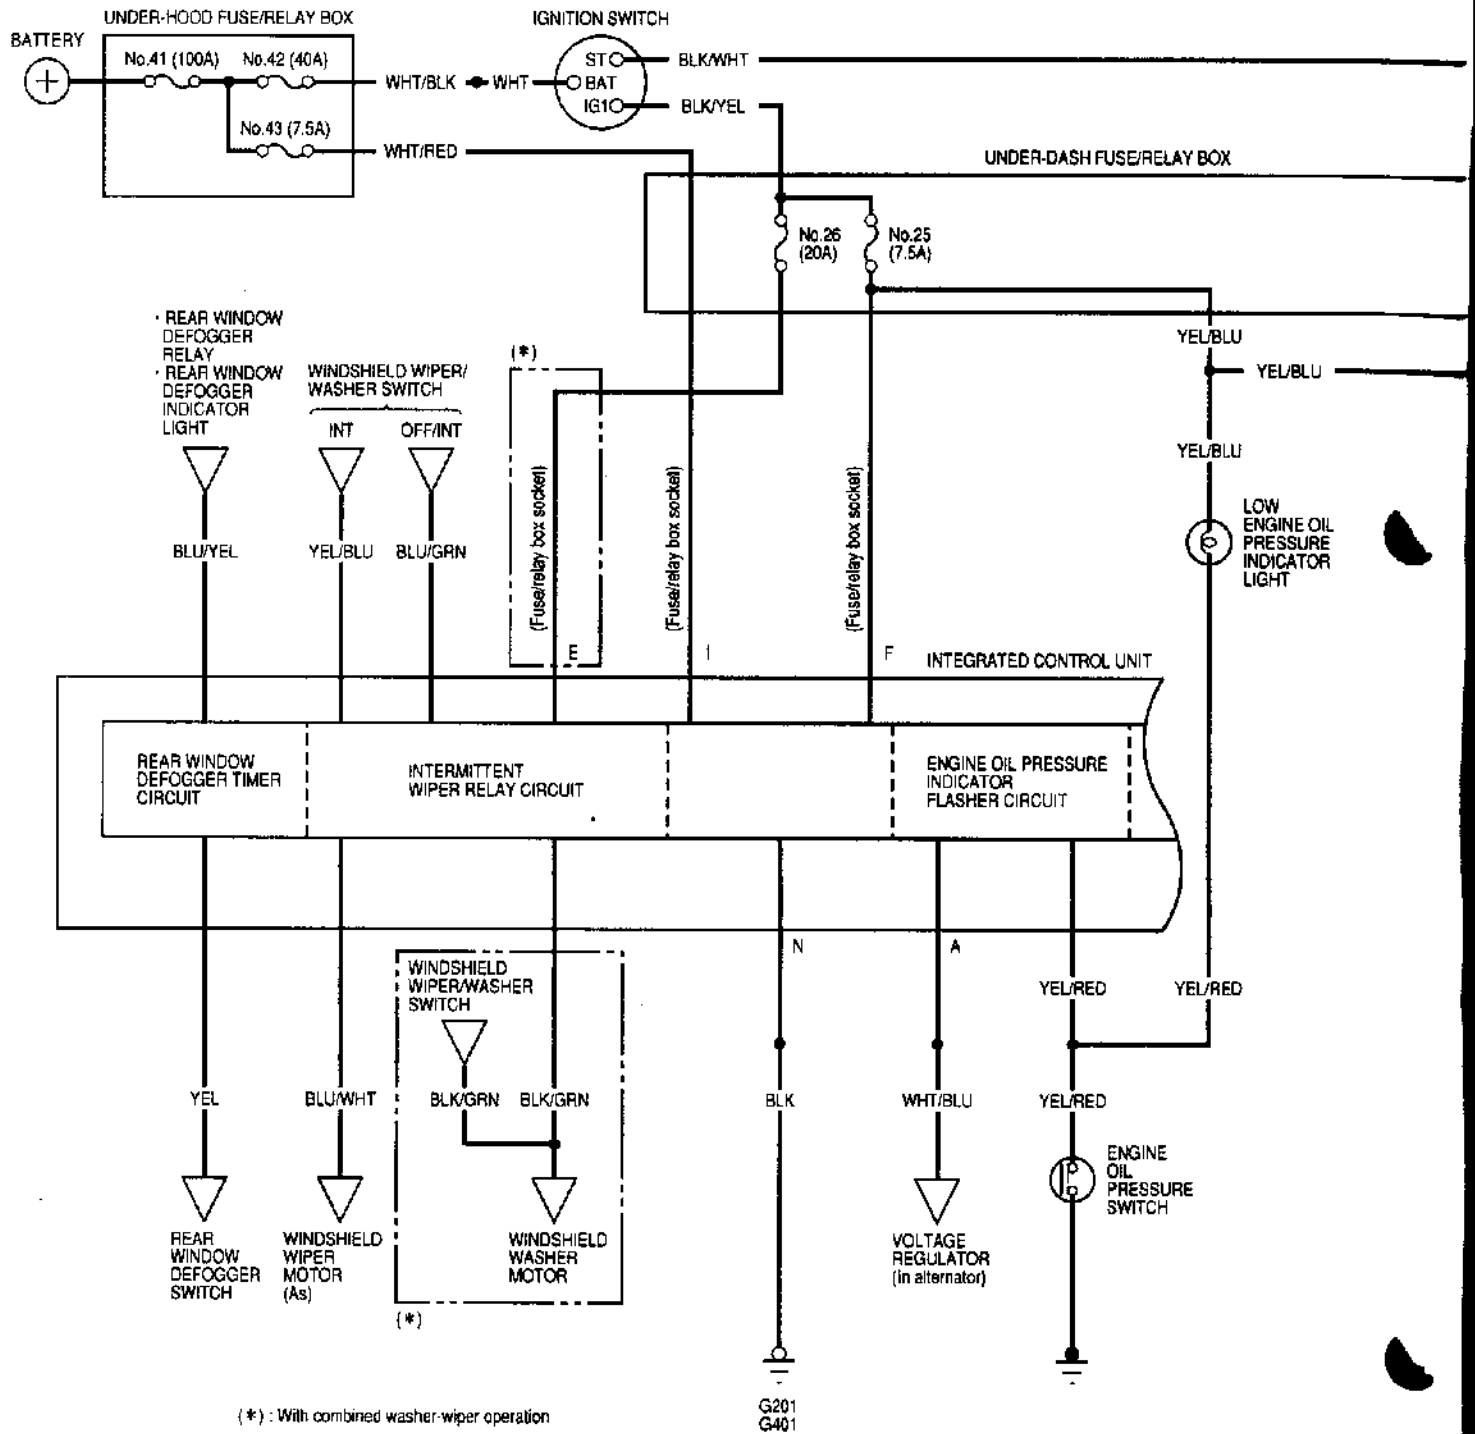 UNDER-HOOD FUSE/RELAY BOX
IGNITION SWITCH
BATTERY
No.41 (100A)
No.42 (40A)
ST
BLK/WHT
WHT/BLK
WHT
BAT
IG1
BLK/YEL
No.43 (7.5A)
WHT/RED
UNDER-DASH FUSE/RELAY BOX
No.26
(20A)
No.25
(7.5A)
· REAR WINDOW
DEFOGGER
RELAY
· REAR WINDOW
DEFOGGER
INDICATOR
LIGHT
WINDSHIELD WIPER/
WASHER SWITCH
INT
OFF/INT
(*)
YEL/BLU
YEL/BLU
YEL/BLU
BLU/YEL
YEL/BLU
BLU/GRN
(Fuse/relay box socket)
(Fuse/relay box socket)
(Fuse/relay box socket)
LOW
ENGINE OIL
PRESSURE
INDICATOR
LIGHT
E
I
F
INTEGRATED CONTROL UNIT
REAR WINDOW
DEFOGGER TIMER
CIRCUIT
INTERMITTENT
WIPER RELAY CIRCUIT
ENGINE OIL PRESSURE
INDICATOR
FLASHER CIRCUIT
N
A
WINDSHIELD
WIPER/WASHER
SWITCH
YEL/RED
YEL/RED
YEL
BLU/WHT
BLK/GRN
BLK/GRN
BLK
WHT/BLU
YEL/RED
ENGINE
OIL
PRESSURE
SWITCH
REAR
WINDOW
DEFOGGER
SWITCH
WINDSHIELD
WIPER
MOTOR
(As)
WINDSHIELD
WASHER
MOTOR
VOLTAGE
REGULATOR
(in alternator)
(*)
(*) : With combined washer-wiper operation
G201
G401